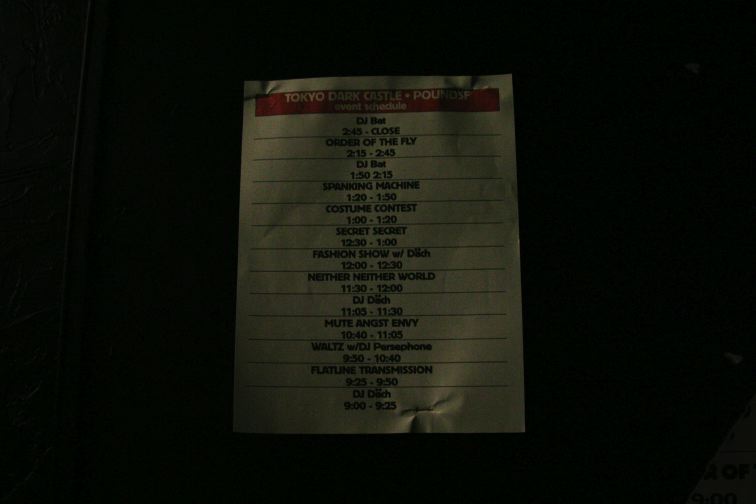 TOKYO DARK CASTLE • POUNDSF
event schedule
DJ Bat
2:45 - CLOSE
ORDER OF THE FLY
2:15 - 2:45
DJ Bat
1:50 2:15
SPANKING MACHINE
1:20 - 1:50
COSTUME CONTEST
1:00 - 1:20
SECRET SECRET
12:30 - 1:00
FASHION SHOW w/ Däch
12:00 - 12:30
NEITHER NEITHER WORLD
11:30 - 12:00
DJ Däch
11:05 - 11:30
MUTE ANGST ENVY
10:40 - 11:05
WALTZ w/DJ Persephone
9:50 - 10:40
FLATLINE TRANSMISSION
9:25 - 9:50
DJ Däch
9:00 - 9:25
OF
9:00